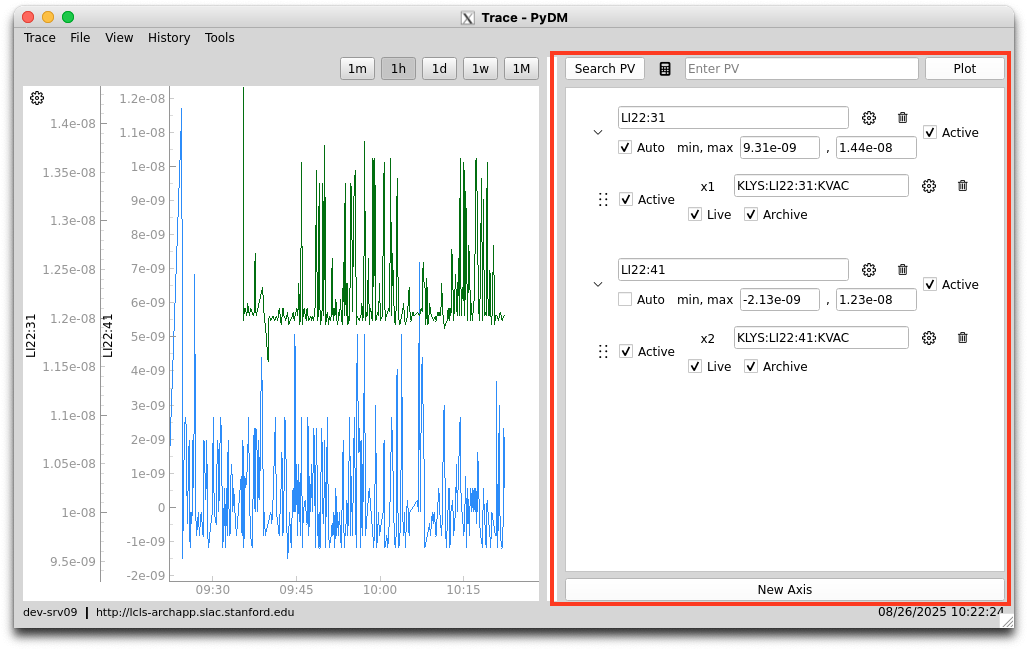 Trace - PyDM
Trace File View History Tools
1m 1h 1d 1w 1M
Search PV Enter PV Plot
LI22:31
Active
Auto min, max 9.31e-09 , 1.44e-08
x1 KLYS:LI22:31:KVAC
Active
Live Archive
LI22:41
Active
Auto min, max -2.13e-09 , 1.23e-08
x2 KLYS:LI22:41:KVAC
Active
Live Archive
New Axis
LI22:31
1.4e-08
1.35e-08
1.3e-08
1.25e-08
1.2e-08
1.15e-08
1.1e-08
1.05e-08
1e-08
9.5e-09
LI22:41
1.2e-08
1.1e-08
1e-08
9e-09
8e-09
7e-09
6e-09
5e-09
4e-09
3e-09
2e-09
1e-09
0
-1e-09
-2e-09
09:30 09:45 10:00 10:15
dev-srv09 | http://lcls-archapp.slac.stanford.edu 08/26/2025 10:22:24